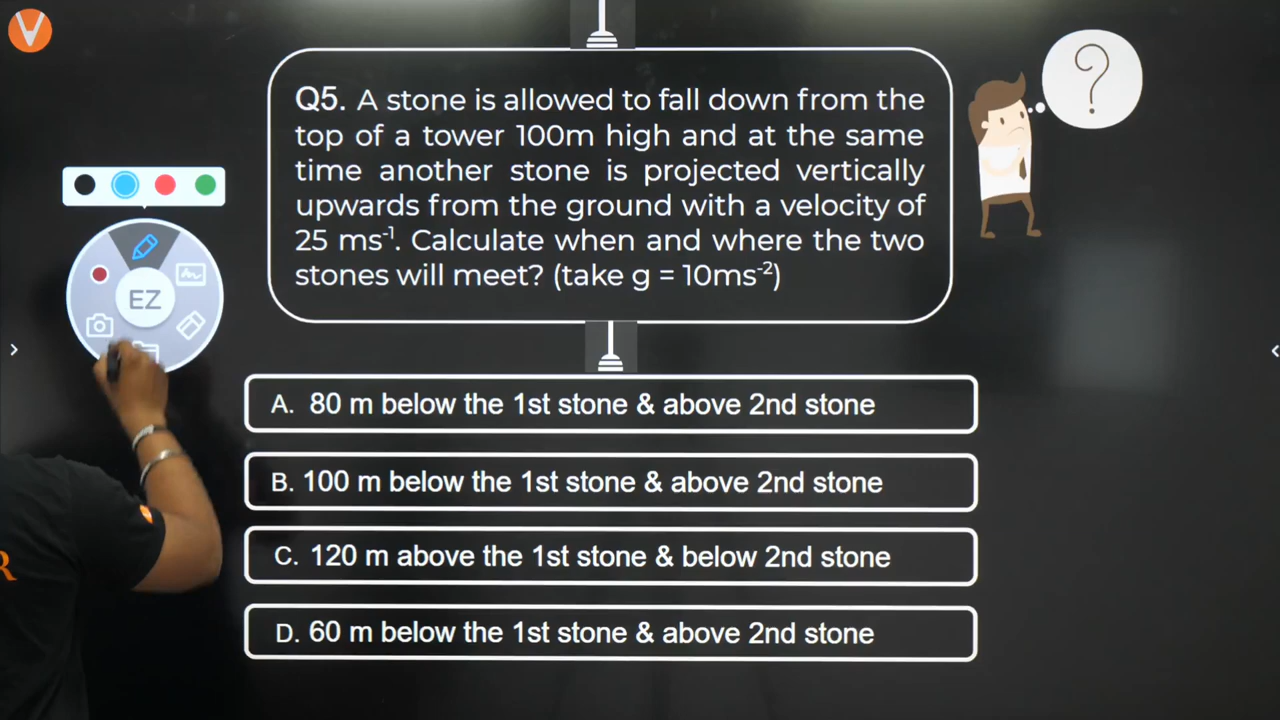 Q5. A stone is allowed to fall down from the
top of a tower 100m high and at the same
time another stone is projected vertically
upwards from the ground with a velocity of
25 ms⁻¹. Calculate when and where the two
stones will meet? (take g = 10ms⁻²)
?
EZ
A. 80 m below the 1st stone & above 2nd stone
B. 100 m below the 1st stone & above 2nd stone
C. 120 m above the 1st stone & below 2nd stone
D. 60 m below the 1st stone & above 2nd stone
R